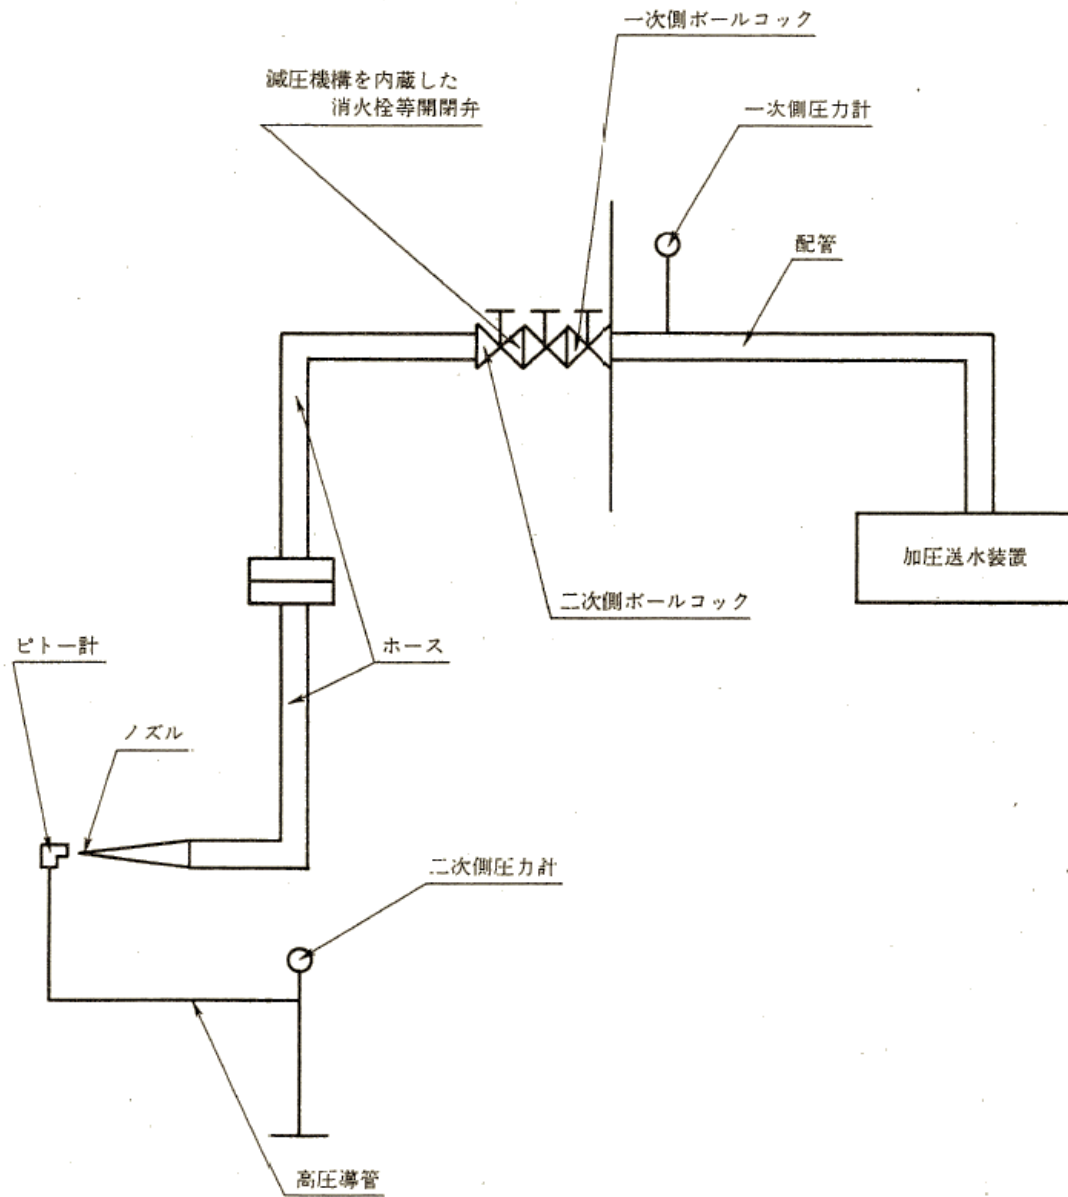 一次側ボールコック
減圧機構を内蔵した
消火栓等開閉弁
一次側圧力計
配管
加圧送水装置
二次側ボールコック
ホース
ピトー計
ノズル
二次側圧力計
高圧導管